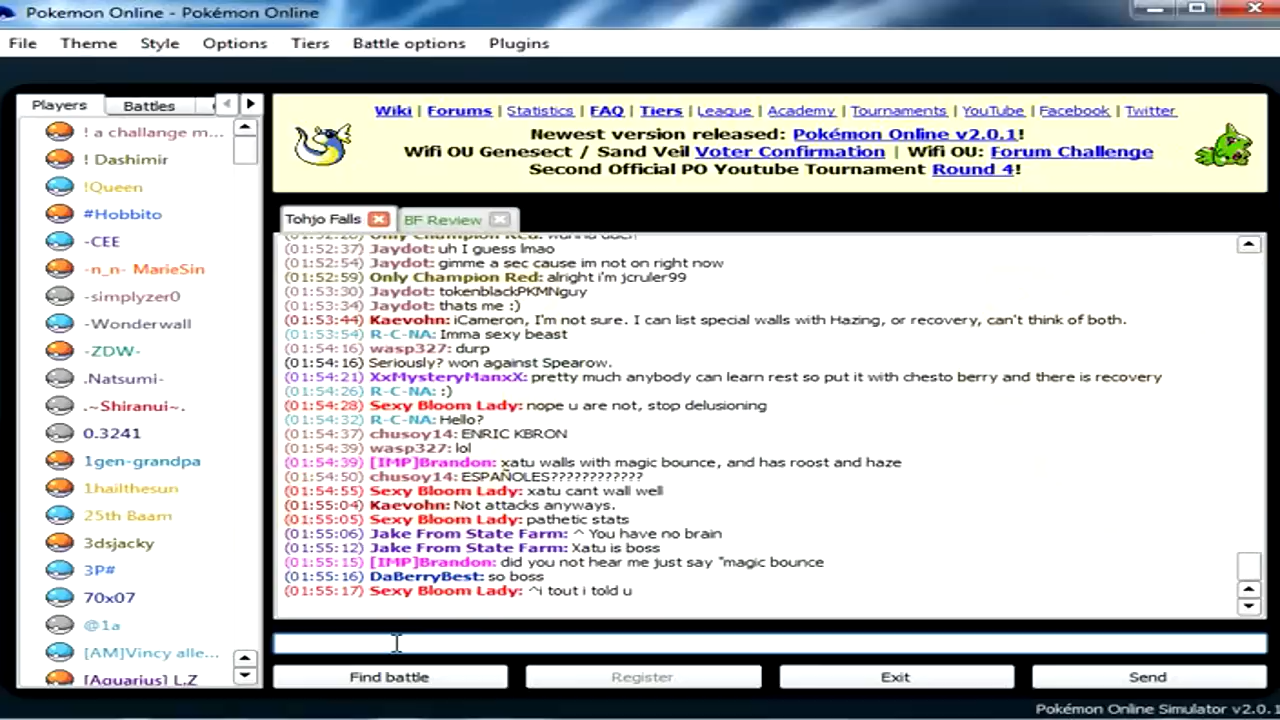 Pokemon Online - Pokémon Online
File Theme Style Options Tiers Battle options Plugins
Players Battles
! a challange m...
! Dashimir
!Queen
#Hobbito
-CEE
-n_n- MarieSin
-simplyzer0
-Wonderwall
-ZDW-
.Natsumi-
.~Shiranui~.
0.3241
1gen-grandpa
1hailthesun
25th Baam
3dsjacky
3P#
70x07
@1a
[AM]Vincy alle...
[Aquarius] L.Z
Wiki | Forums | Statistics | FAQ | Tiers | League | Academy | Tournaments | YouTube | Facebook | Twitter
Newest version released: Pokémon Online v2.0.1!
Wifi OU Genesect / Sand Veil Voter Confirmation | Wifi OU: Forum Challenge
Second Official PO Youtube Tournament Round 4!
Tohjo Falls BF Review
(01:52:37) Jaydot: uh I guess lmao
(01:52:54) Jaydot: gimme a sec cause im not on right now
(01:52:59) Only Champion Red: alright i'm jcruler99
(01:53:30) Jaydot: tokenblackPKMNguy
(01:53:34) Jaydot: thats me :)
(01:53:44) Kaevohn: iCameron, I'm not sure. I can list special walls with Hazing, or recovery, can't think of both.
(01:53:54) R-C-NA: Imma sexy beast
(01:54:16) wasp327: durp
(01:54:16) Seriously? won against Spearow.
(01:54:21) XxMysteryManxX: pretty much anybody can learn rest so put it with chesto berry and there is recovery
(01:54:26) R-C-NA: :)
(01:54:28) Sexy Bloom Lady: nope u are not, stop delusioning
(01:54:32) R-C-NA: Hello?
(01:54:37) chusoy14: ENRIC KBRON
(01:54:39) wasp327: lol
(01:54:39) [IMP]Brandon: xatu walls with magic bounce, and has roost and haze
(01:54:50) chusoy14: ESPAÑOLES????????????
(01:54:55) Sexy Bloom Lady: xatu cant wall well
(01:55:04) Kaevohn: Not attacks anyways.
(01:55:05) Sexy Bloom Lady: pathetic stats
(01:55:06) Jake From State Farm: ^ You have no brain
(01:55:12) Jake From State Farm: Xatu is boss
(01:55:15) [IMP]Brandon: did you not hear me just say "magic bounce
(01:55:16) DaBerryBest: so boss
(01:55:17) Sexy Bloom Lady: ^i tout i told u
Find battle Register Exit Send
Pokémon Online Simulator v2.0.